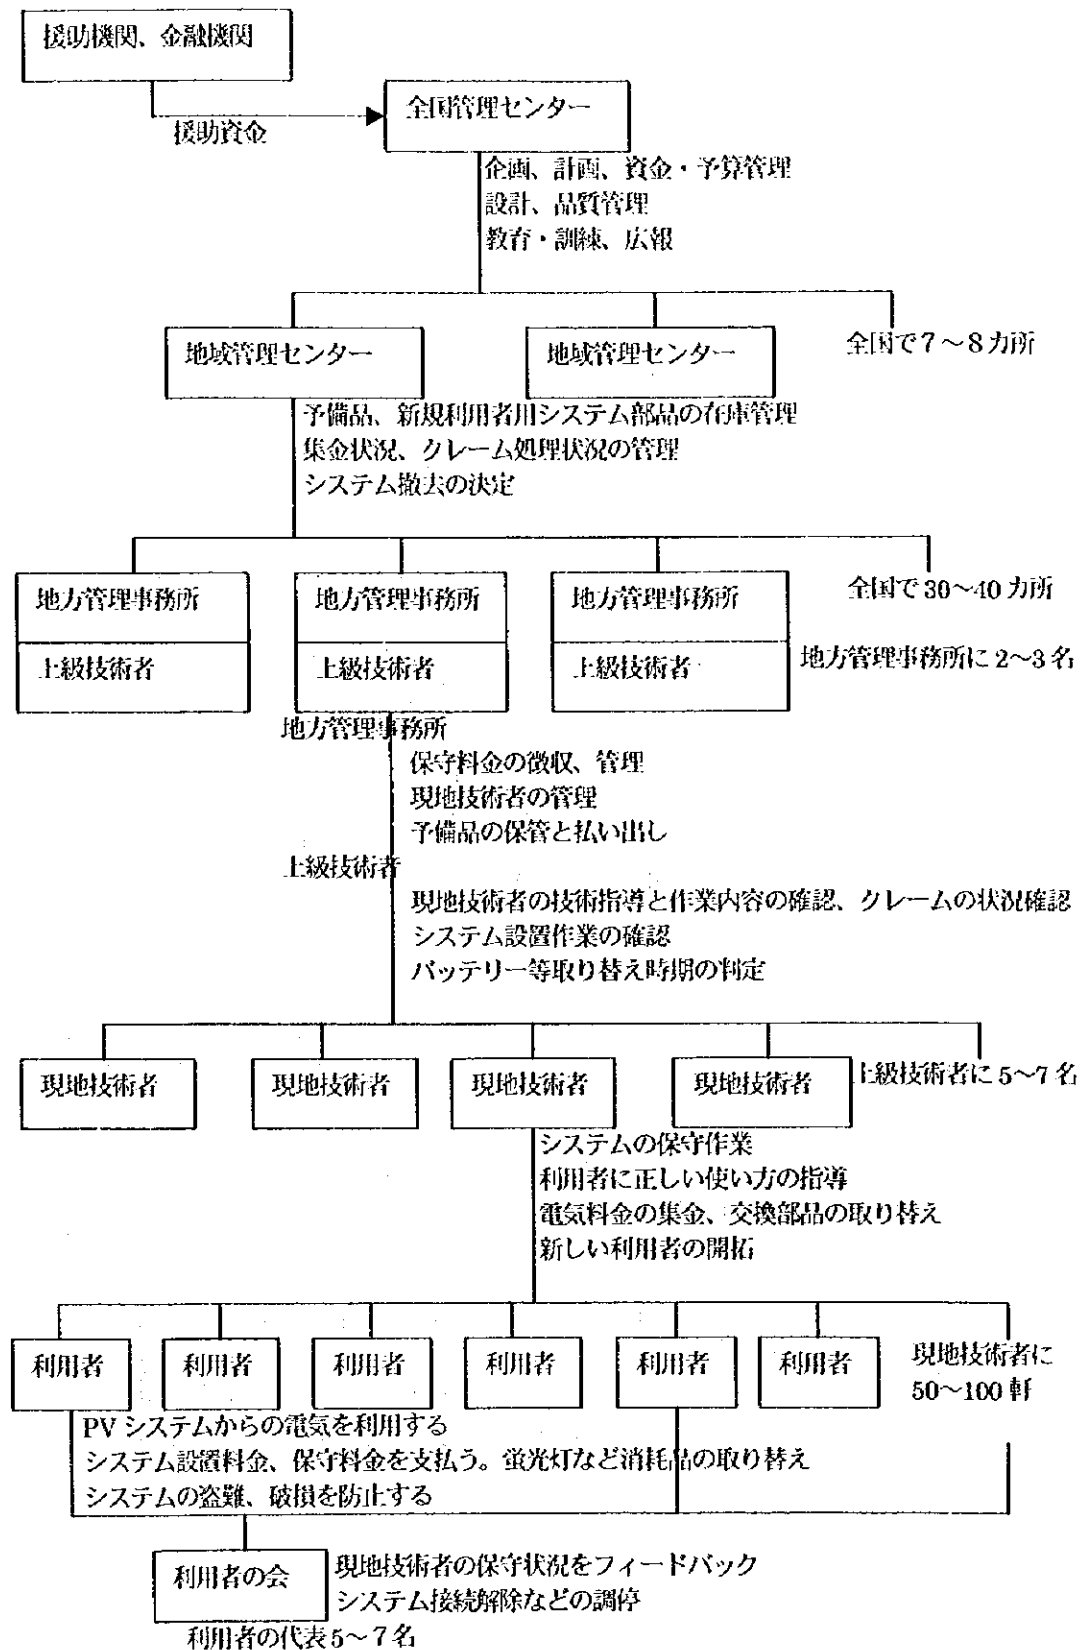 援助機関、金融機関
全国管理センター
援助資金
企画、計画、資金・予算管理
設計、品質管理
教育・訓練、広報
地域管理センター
地域管理センター
全国で7～8カ所
予備品、新規利用者用システム部品の在庫管理
集金状況、クレーム処理状況の管理
システム撤去の決定
地方管理事務所
地方管理事務所
地方管理事務所
全国で30～40カ所
上級技術者
上級技術者
上級技術者
地方管理事務所に2～3名
地方管理事務所
保守料金の徴収、管理
現地技術者の管理
予備品の保管と払い出し
上級技術者
現地技術者の技術指導と作業内容の確認、クレームの状況確認
システム設置作業の確認
バッテリー等取り替え時期の判定
現地技術者
現地技術者
現地技術者
現地技術者
上級技術者に5～7名
システムの保守作業
利用者に正しい使い方の指導
電気料金の集金、交換部品の取り替え
新しい利用者の開拓
利用者
利用者
利用者
利用者
利用者
利用者
現地技術者に
50～100軒
PVシステムからの電気を利用する
システム設置料金、保守料金を支払う。蛍光灯など消耗品の取り替え
システムの盗難、破損を防止する
利用者の会
現地技術者の保守状況をフィードバック
システム接続解除などの調停
利用者の代表5～7名